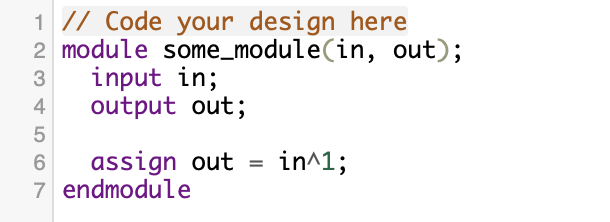 1 // Code your design here
2 module some_module(in, out);
3   input in;
4   output out;
5
6   assign out = in^1;
7 endmodule